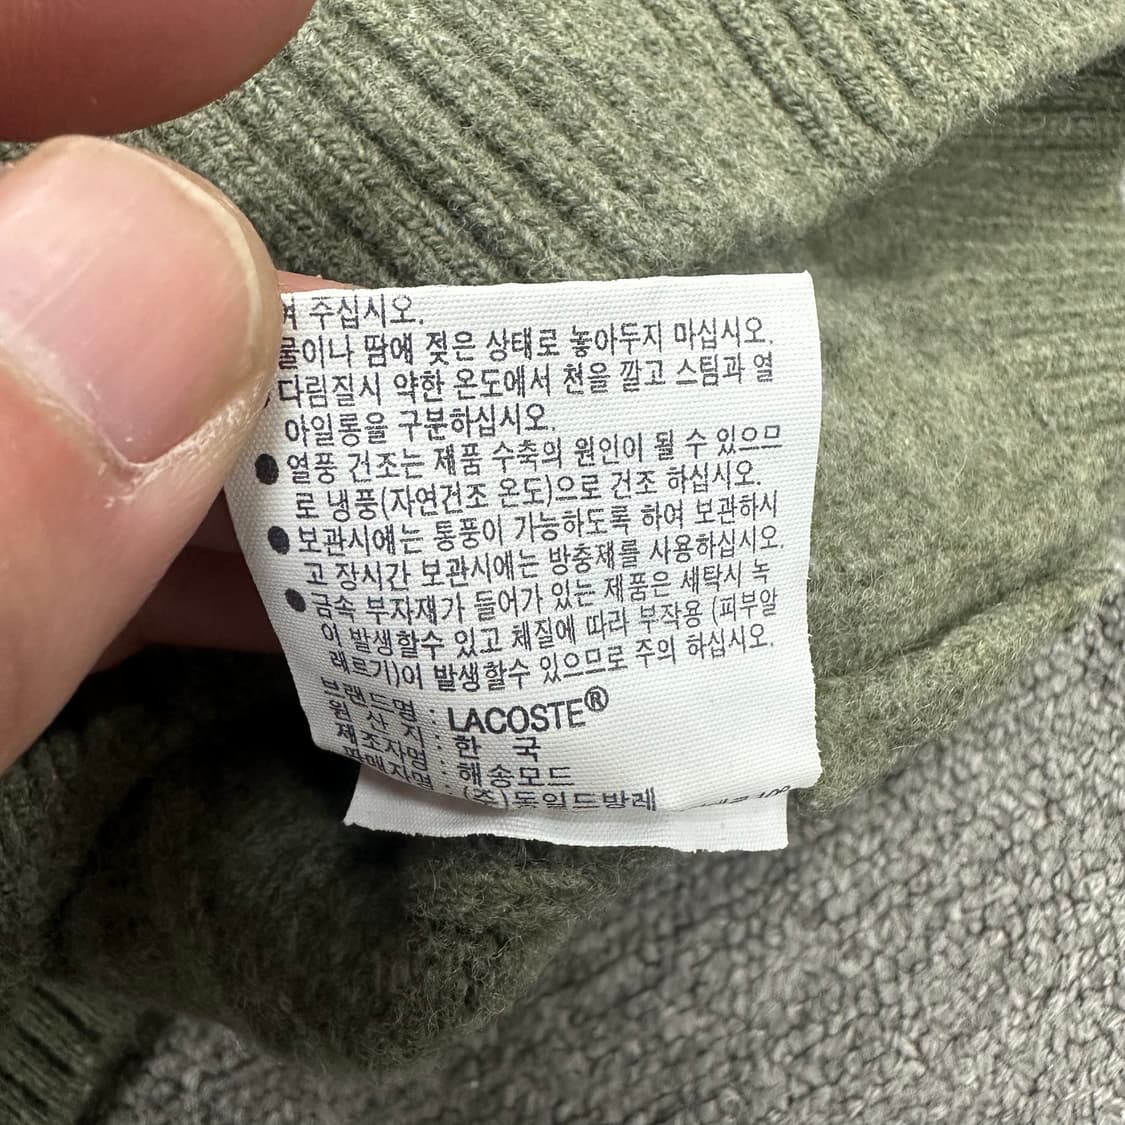 여 주십시오.
물이나 땀에 젖은 상태로 놓아두지 마십시오.
다림질시 약한 온도에서 천을 깔고 스팀과 열
아일롱을 구분하십시오.
● 열풍 건조는 제품 수축의 원인이 될 수 있으므
로 냉풍(자연건조 온도)으로 건조 하십시오.
● 보관시에는 통풍이 가능하도록 하여 보관하시
고 장시간 보관시에는 방충제를 사용하십시오.
● 금속 부자재가 들어가 있는 제품은 세탁시 녹
이 발생할수 있고 체질에 따라 부작용 (피부알
레르기)이 발생할수 있으므로 주의 하십시오.
브랜드명 : LACOSTE®
원 산 지 : 한 국
제조자명 : 해송모드
판매자명 : (주)동일드방레